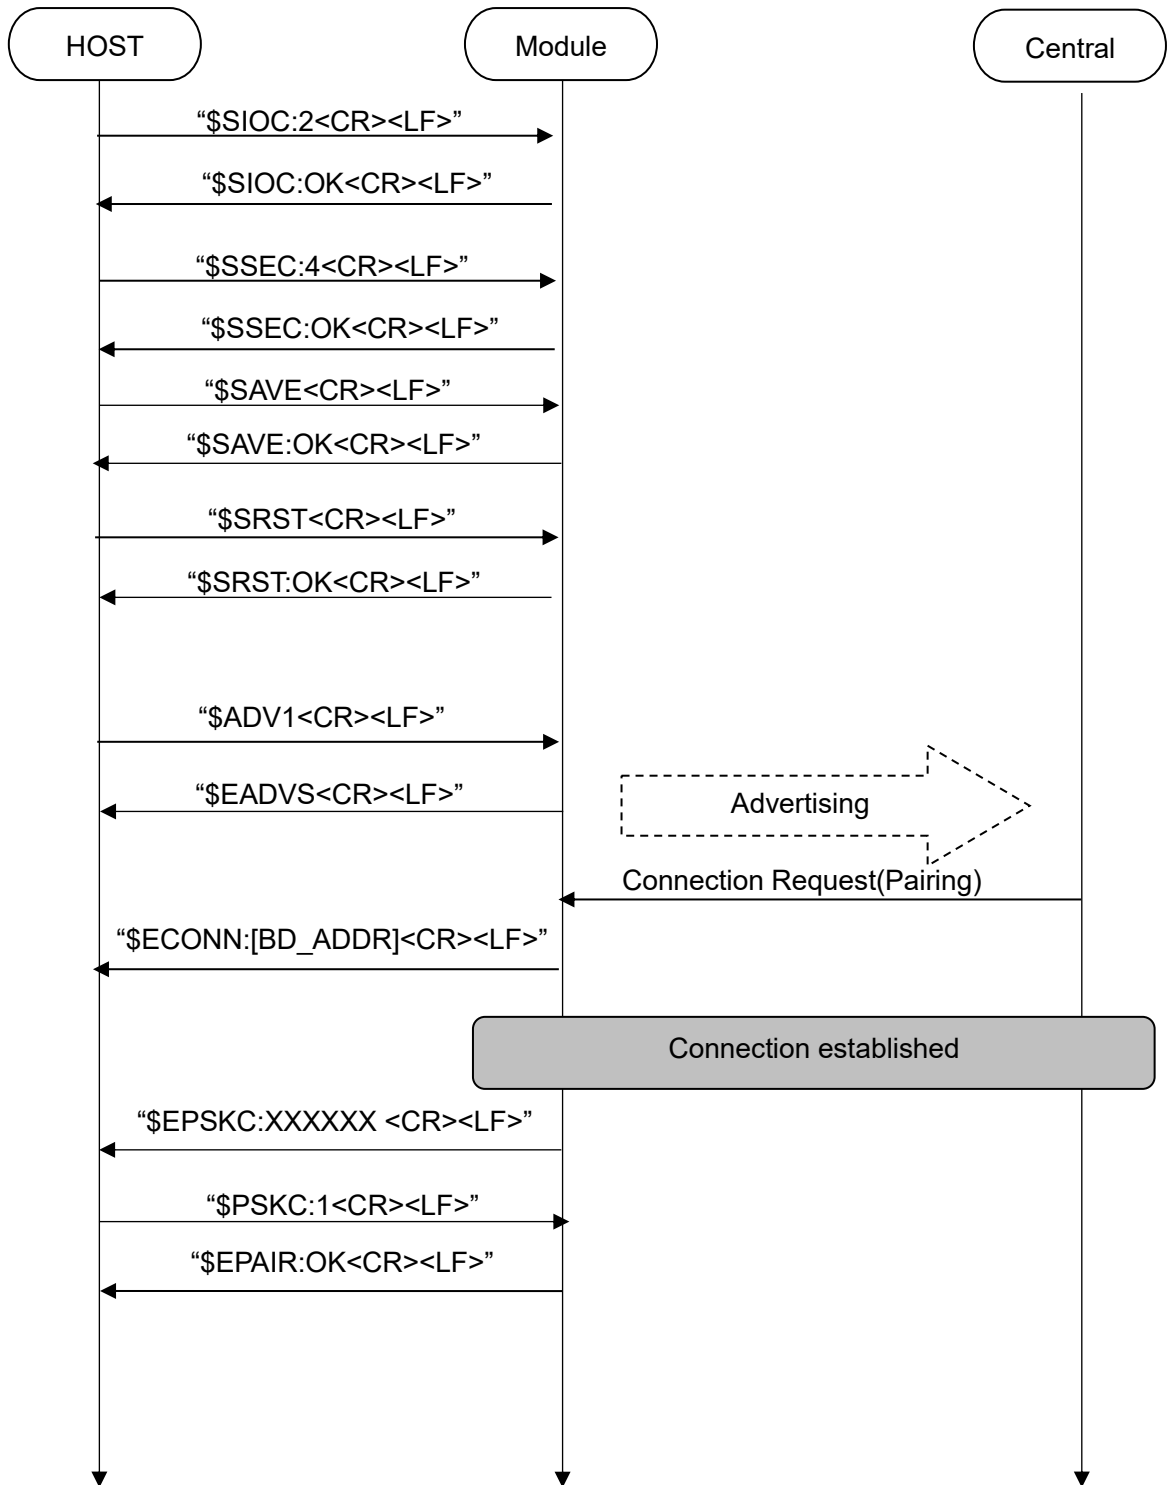 HOST
Module
Central
“$SIOC:2<CR><LF>”
“$SIOC:OK<CR><LF>”
“$SSEC:4<CR><LF>”
“$SSEC:OK<CR><LF>”
“$SAVE<CR><LF>”
“$SAVE:OK<CR><LF>”
“$SRST<CR><LF>”
“$SRST:OK<CR><LF>”
“$ADV1<CR><LF>”
“$EADVS<CR><LF>”
Advertising
Connection Request(Pairing)
“$ECONN:[BD_ADDR]<CR><LF>”
Connection established
“$EPSKC:XXXXXX <CR><LF>”
“$PSKC:1<CR><LF>”
“$EPAIR:OK<CR><LF>”